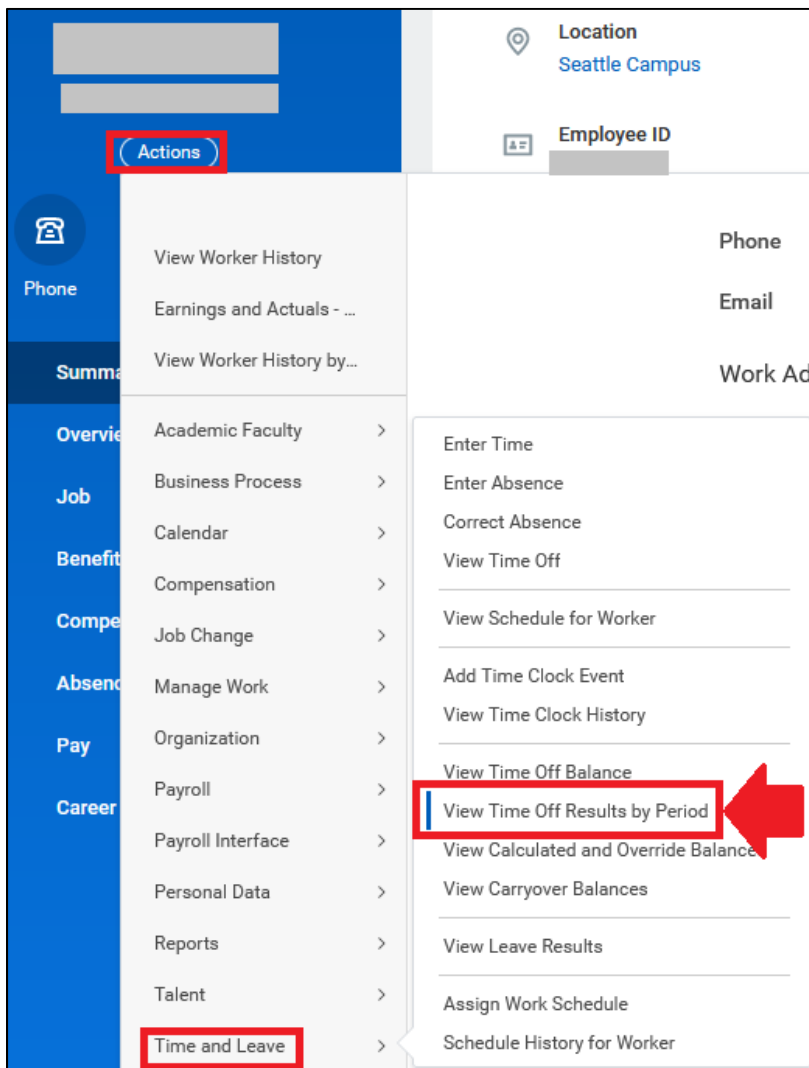 Location
Seattle Campus
Employee ID
Actions
Phone
Summa
Overvie
Job
Benefit
Compe
Absenc
Pay
Career
View Worker History
Earnings and Actuals - ...
View Worker History by...
Academic Faculty
Business Process
Calendar
Compensation
Job Change
Manage Work
Organization
Payroll
Payroll Interface
Personal Data
Reports
Talent
Time and Leave
Phone
Email
Work Ad
Enter Time
Enter Absence
Correct Absence
View Time Off
View Schedule for Worker
Add Time Clock Event
View Time Clock History
View Time Off Balance
View Time Off Results by Period
View Calculated and Override Balance
View Carryover Balances
View Leave Results
Assign Work Schedule
Schedule History for Worker